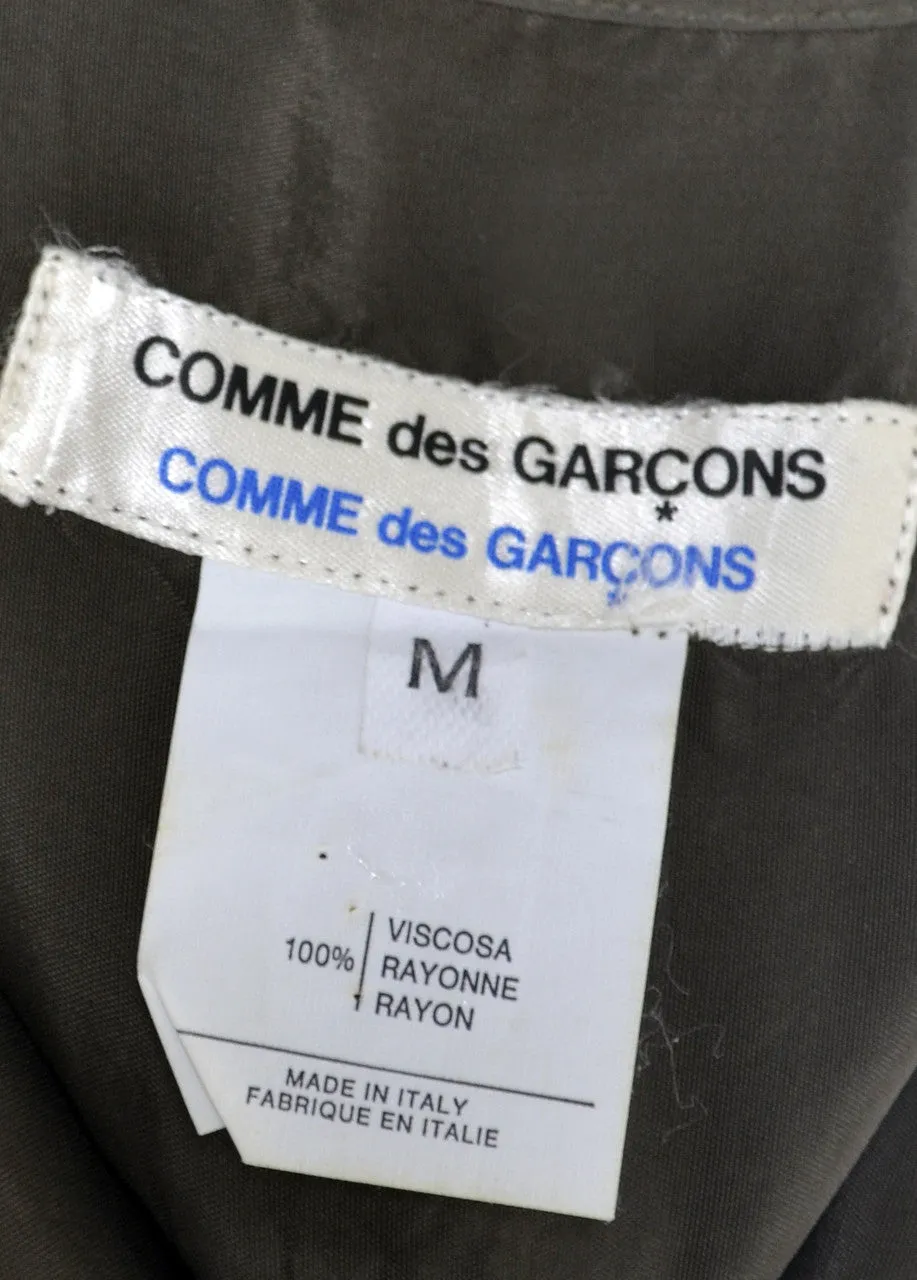 COMME des GARÇONS
*
COMME des GARÇONS
M
100%
VISCOSA
RAYONNE
RAYON
MADE IN ITALY
FABRIQUE EN ITALIE